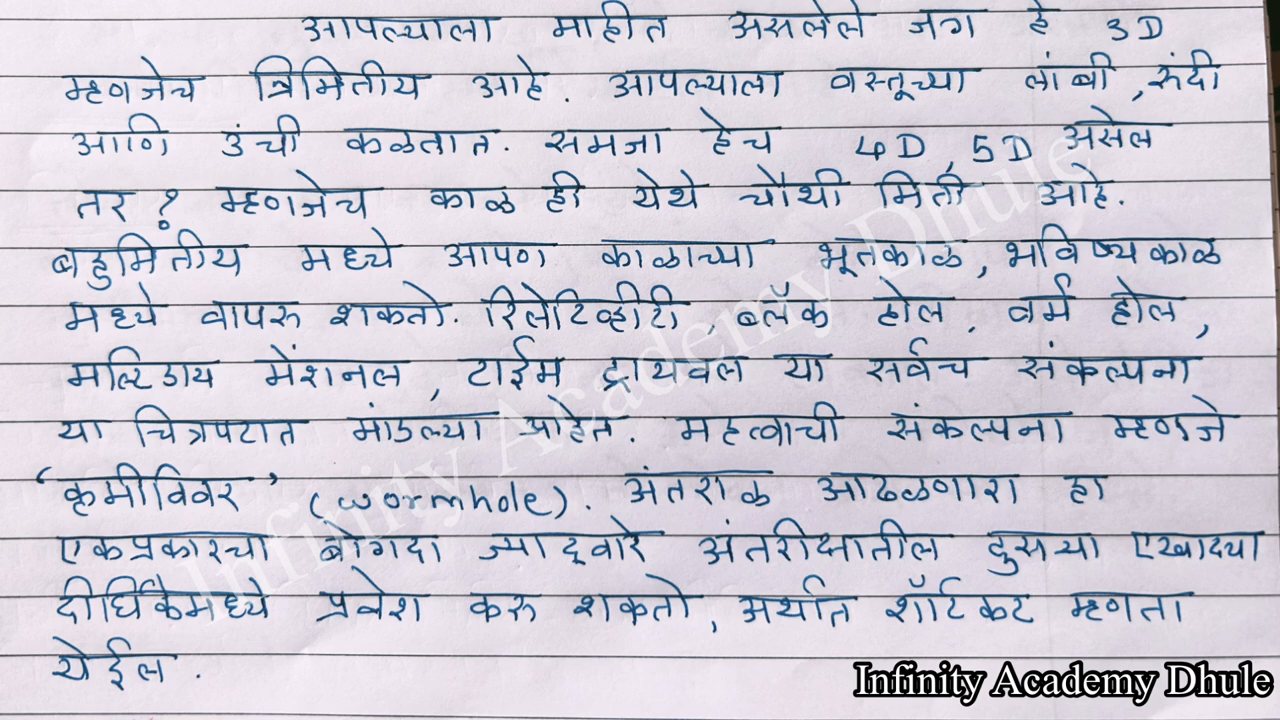 आपल्याला माहीत असलेले जग हे 3D
म्हणजेच त्रिमितीय आहे. आपल्याला वस्तूच्या लांबी, रुंदी
आणि उंची कळतात. समजा हेच 4D, 5D असेल
तर? म्हणजेच काळ ही येथे चौथी मिती आहे.
बहुमितीय मध्ये आपण काळाच्या भूतकाळ, भविष्यकाळ
मध्ये वापरू शकतो. रिलेटिव्हीटी, ब्लॅक होल, वर्म होल,
मल्टिडाय मेंशनल, टाईम ट्रायवल या सर्वच संकल्पना
या चित्रपटात मांडल्या आहेत. महत्वाची संकल्पना म्हणजे
'कृमीविवर' (wormhole). अंतराळ आढळणारा हा
एकप्रकारचा बोगदा ज्याद्वारे अंतरीक्षातील दुसऱ्या एखाद्या
दीर्घिकेमध्ये प्रवेश करू शकतो, अर्थात शॉर्टकट म्हणता
येईल.
Infinity Academy Dhule
Infinity Academy Dhule